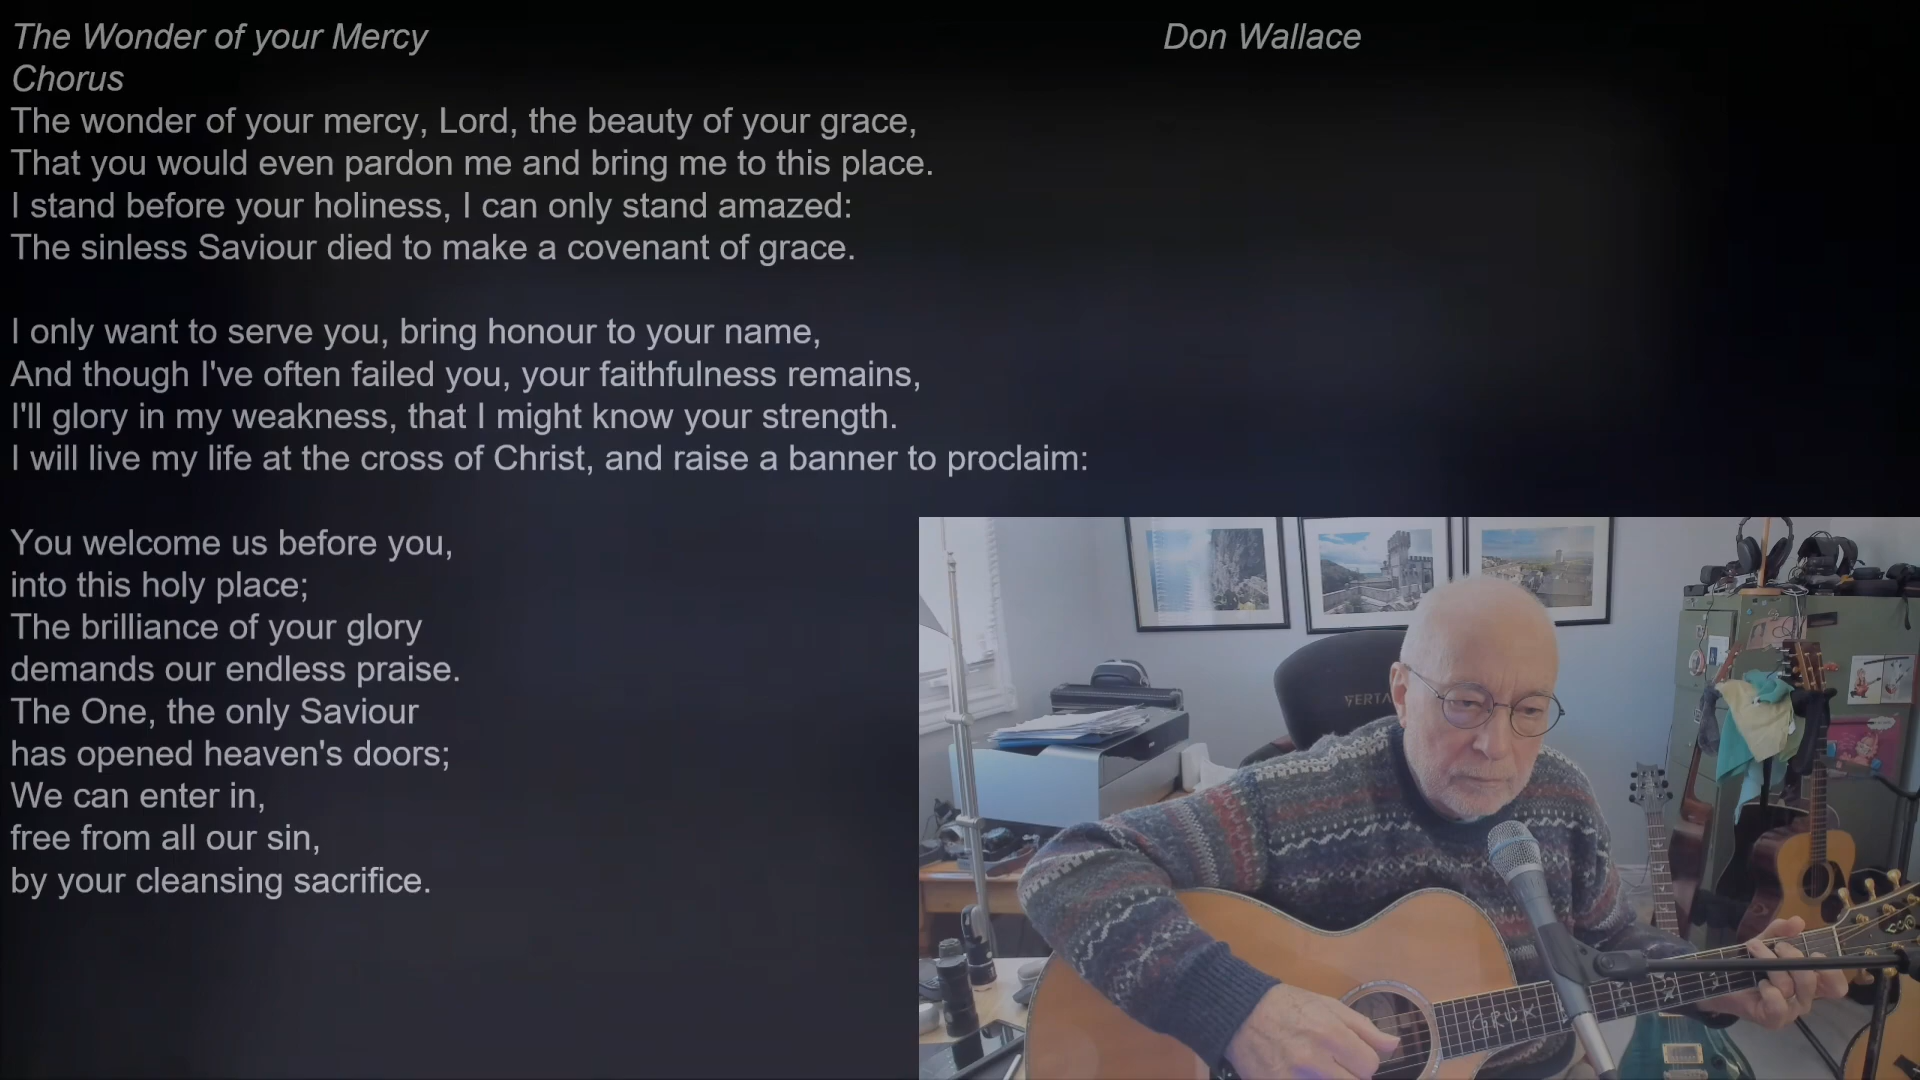 The Wonder of your Mercy Don Wallace
Chorus
The wonder of your mercy, Lord, the beauty of your grace,
That you would even pardon me and bring me to this place.
I stand before your holiness, I can only stand amazed:
The sinless Saviour died to make a covenant of grace.
I only want to serve you, bring honour to your name,
And though I've often failed you, your faithfulness remains,
I'll glory in my weakness, that I might know your strength.
I will live my life at the cross of Christ, and raise a banner to proclaim:
You welcome us before you,
into this holy place;
The brilliance of your glory
demands our endless praise.
The One, the only Saviour
has opened heaven's doors;
We can enter in,
free from all our sin,
by your cleansing sacrifice.